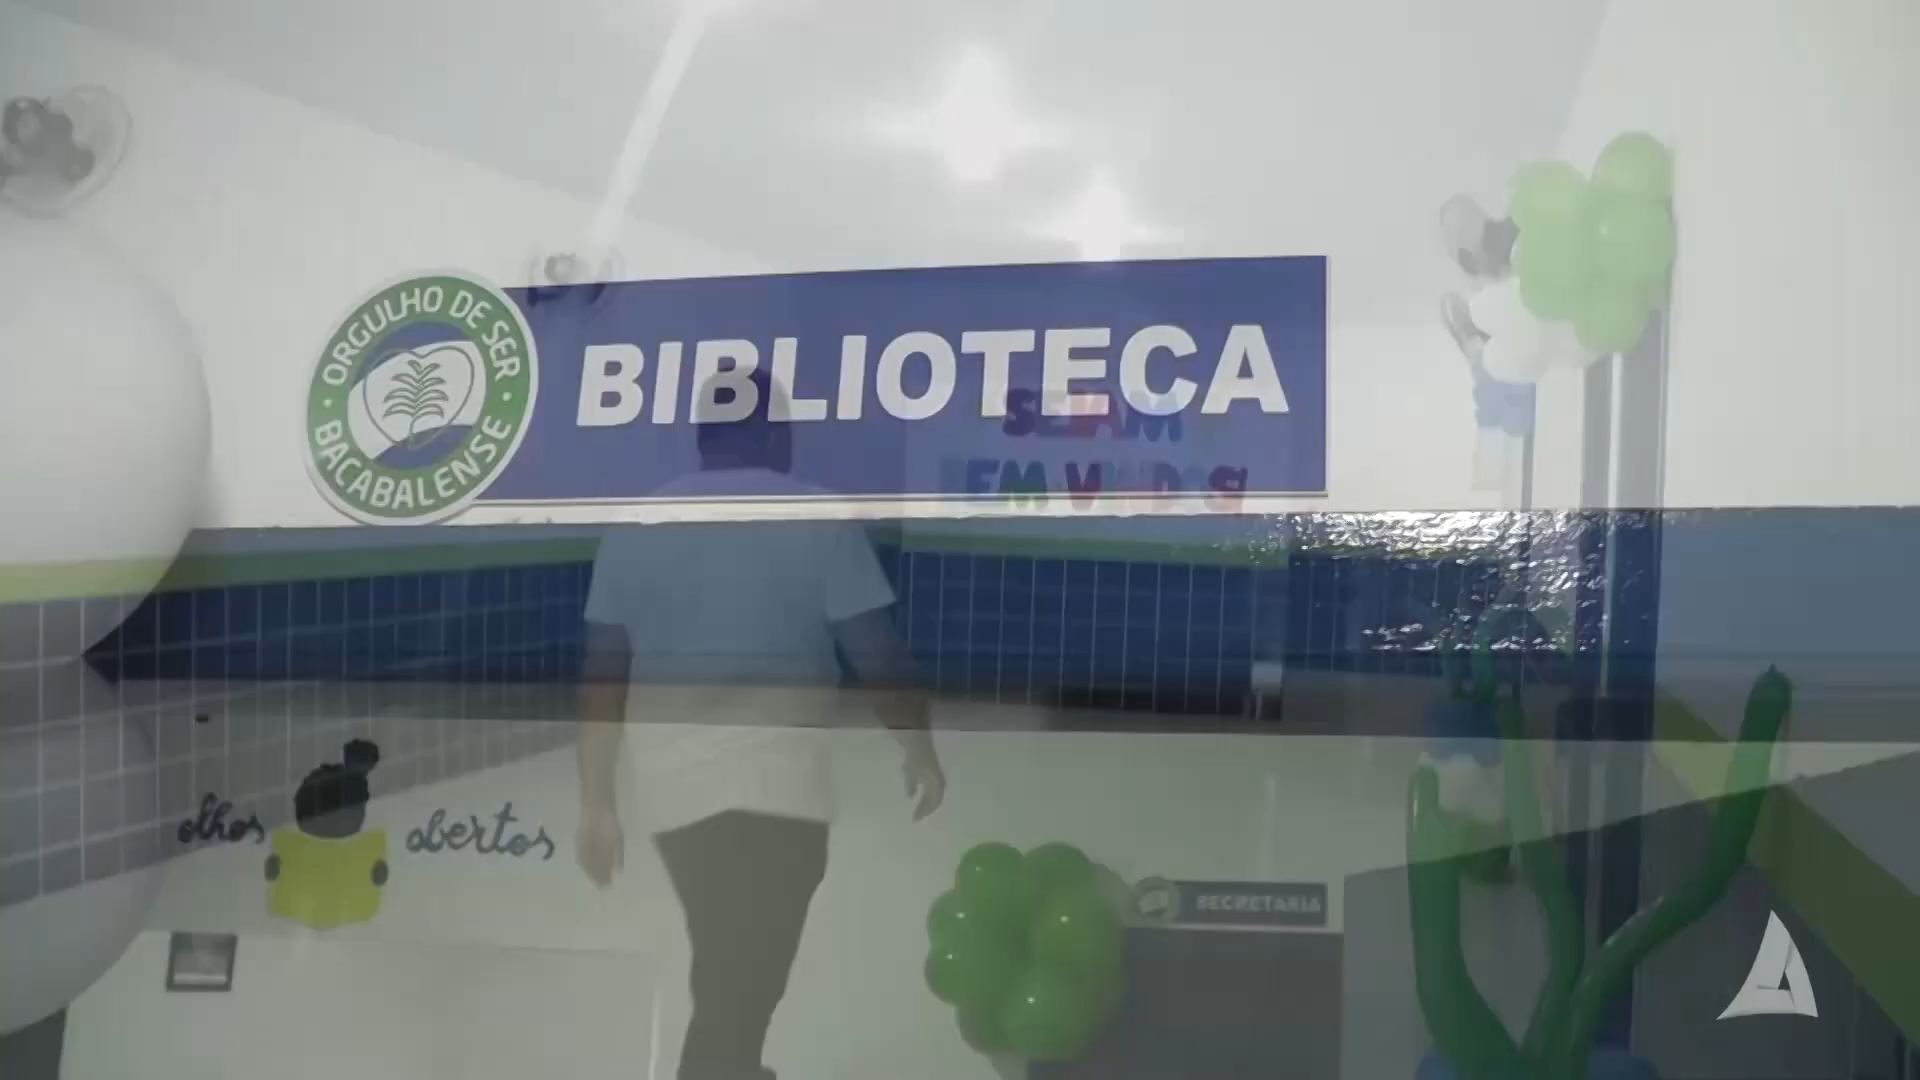 ORGULHO DE SER
BACABALENSE
BIBLIOTECA
SEJAM
BEM VINDOS!
olhos abertos
SECRETARIA